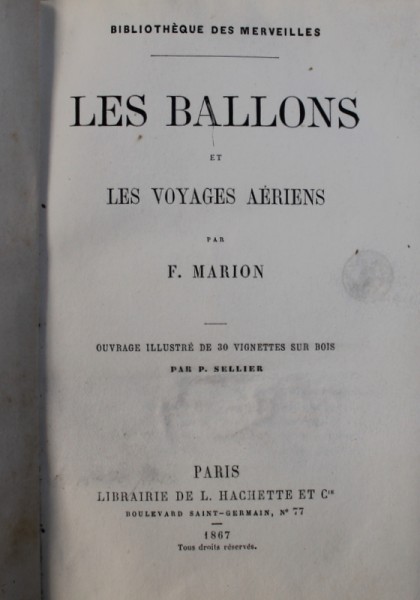 BIBLIOTHÈQUE DES MERVEILLES
LES BALLONS
ET
LES VOYAGES AÉRIENS
PAR
F. MARION
OUVRAGE ILLUSTRÉ DE 30 VIGNETTES SUR BOIS
PAR P. SELLIER
PARIS
LIBRAIRIE DE L. HACHETTE ET Cie
BOULEVARD SAINT-GERMAIN, N° 77
1867
Tous droits réservés.